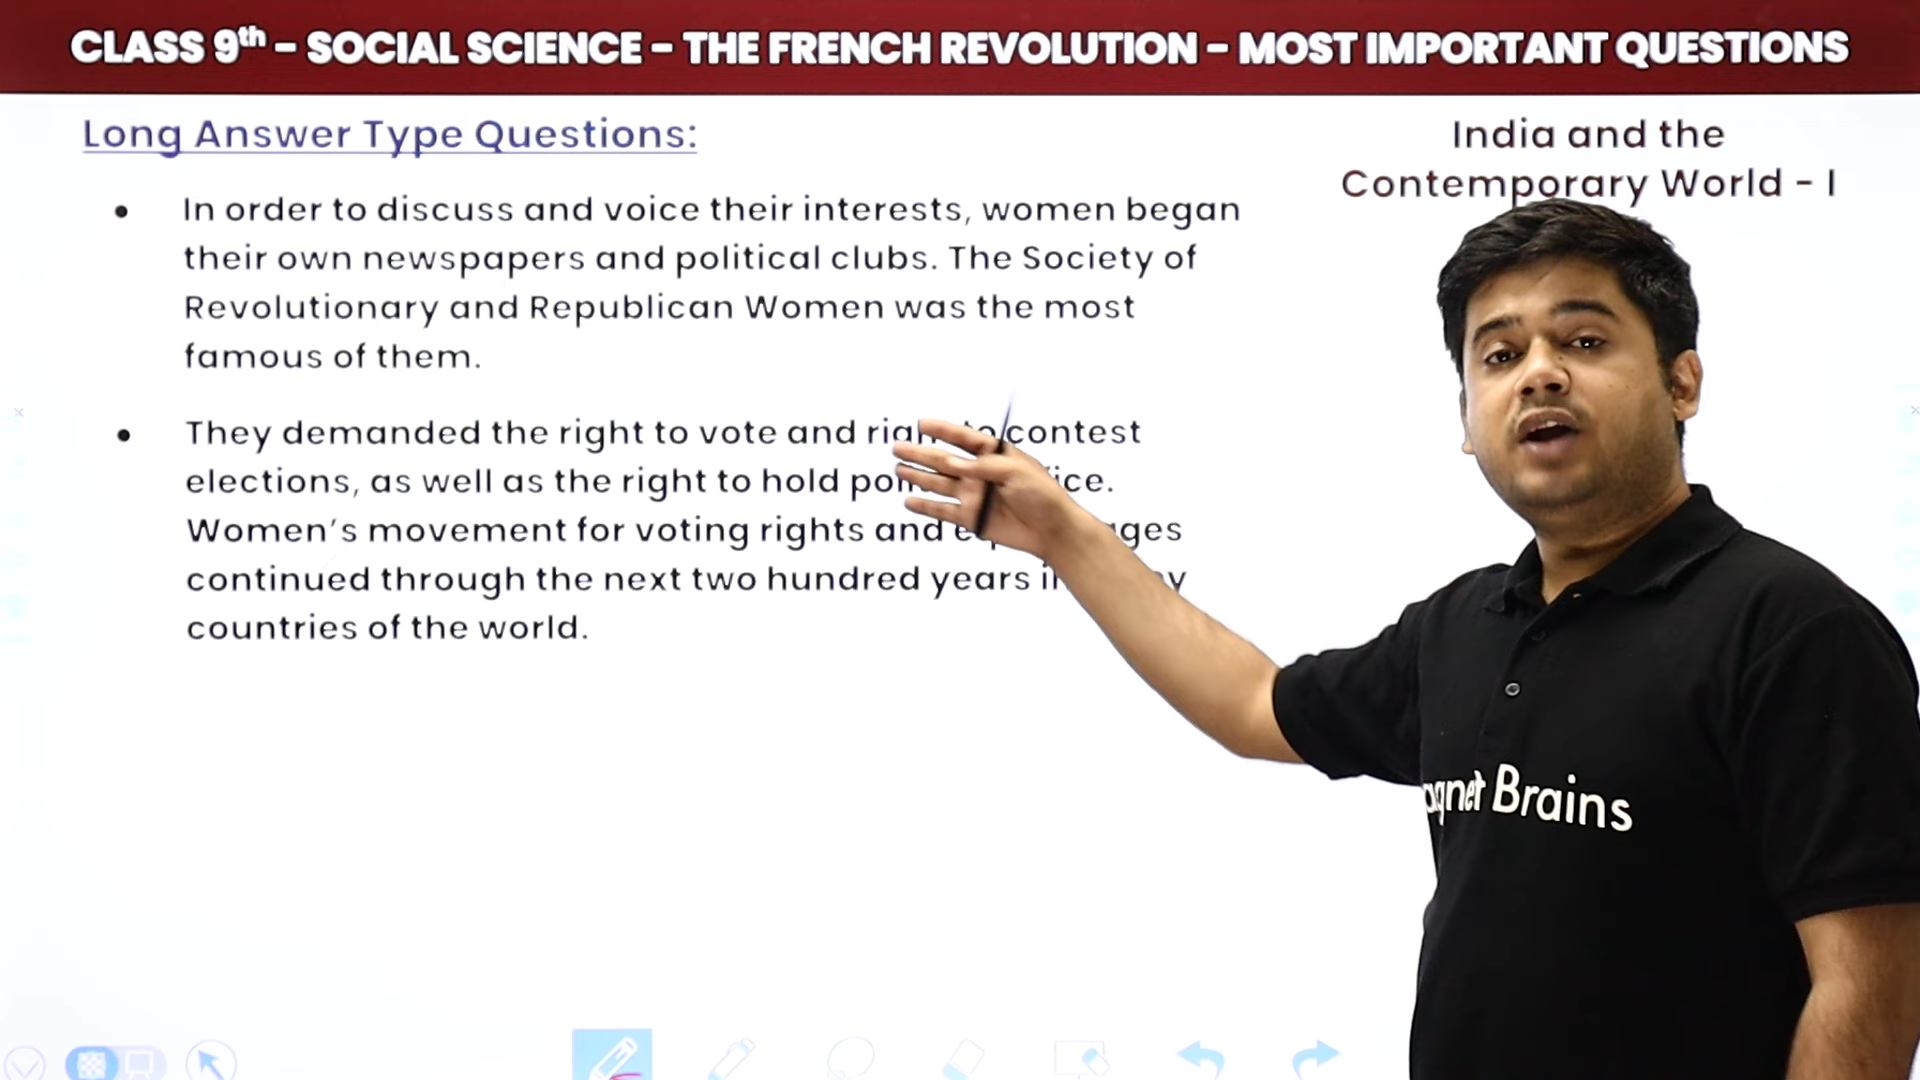 CLASS 9th – SOCIAL SCIENCE – THE FRENCH REVOLUTION – MOST IMPORTANT QUESTIONS
Long Answer Type Questions:
India and the
Contemporary World - I
• In order to discuss and voice their interests, women began
their own newspapers and political clubs. The Society of
Revolutionary and Republican Women was the most
famous of them.
• They demanded the right to vote and to contest
elections, as well as the right to hold
Women's movement for voting rights and
continued through the next two hundred years
countries of the world.
Brains